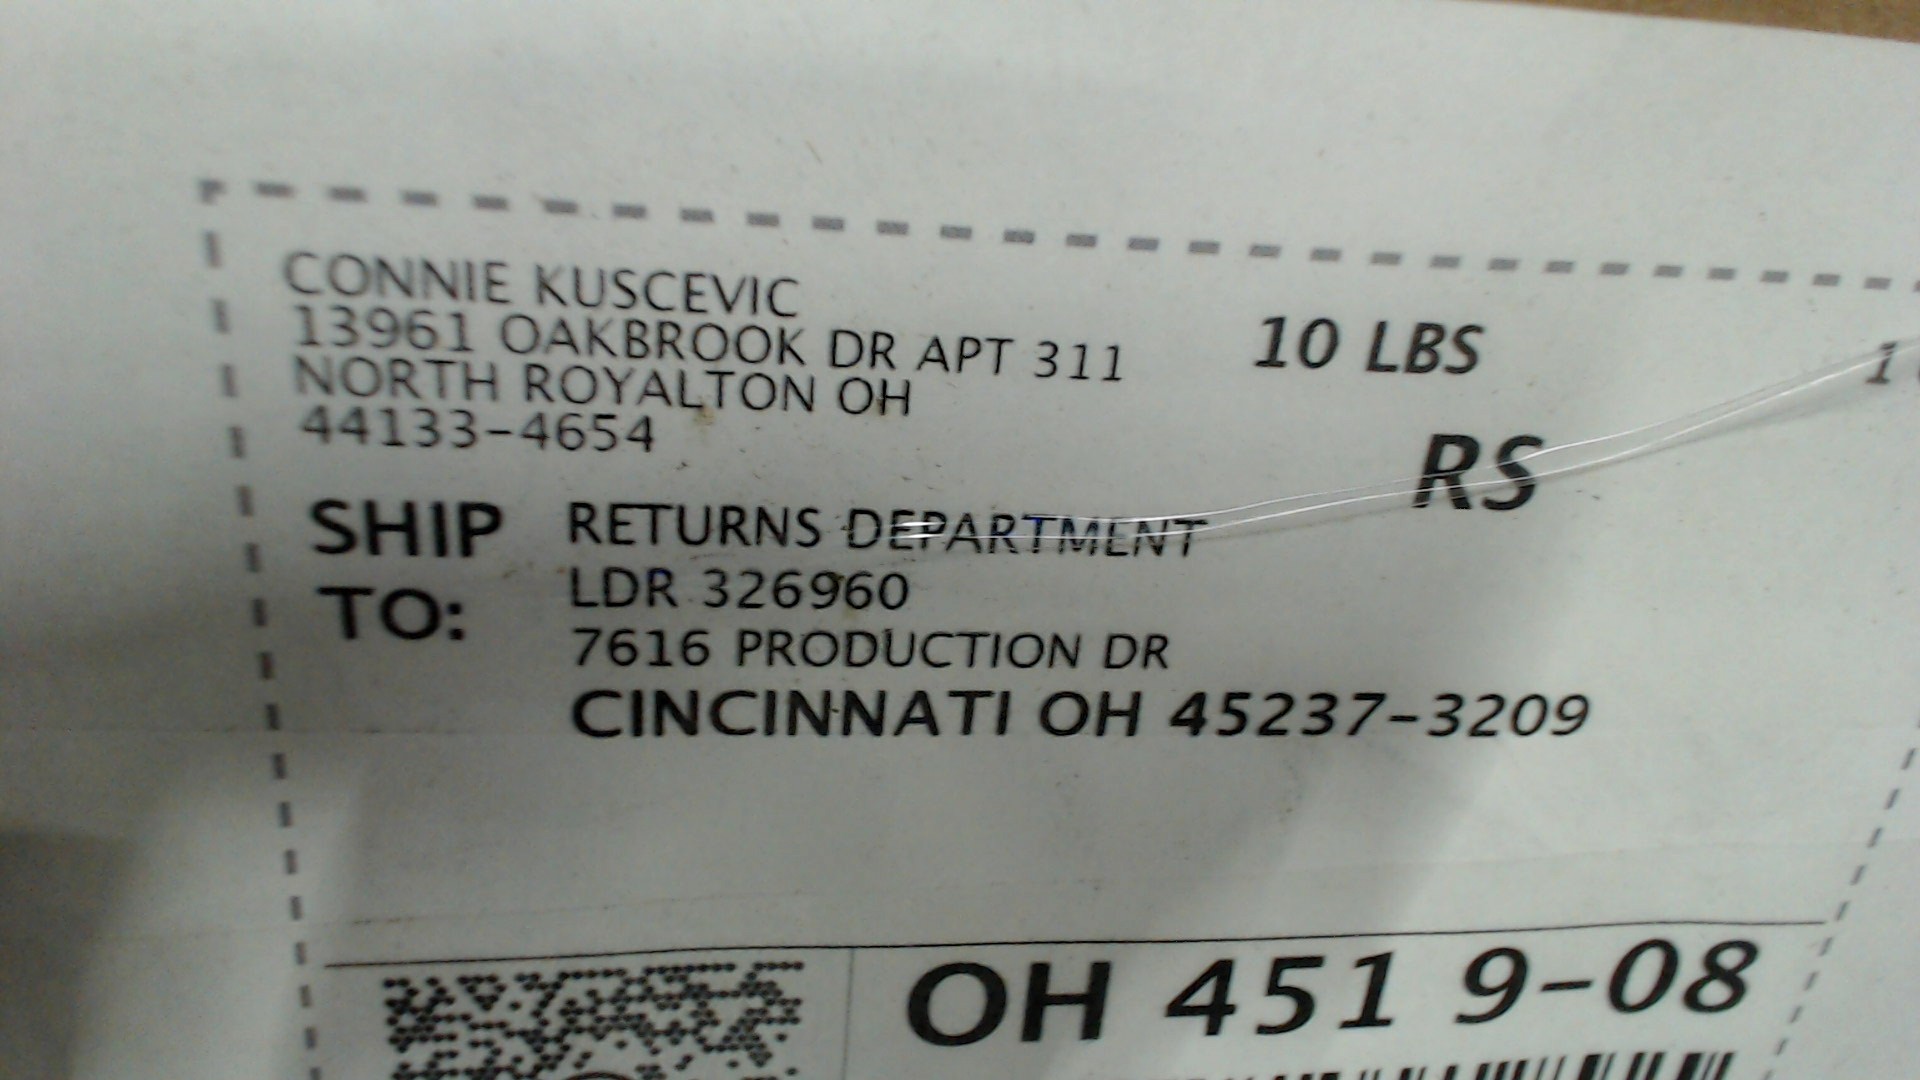 CONNIE KUSCEVIC
13961 OAKBROOK DR APT 311
NORTH ROYALTON OH
44133-4654
10 LBS
1
RS
SHIP TO:
RETURNS DEPARTMENT
LDR 326960
7616 PRODUCTION DR
CINCINNATI OH 45237-3209
OH 451 9-08